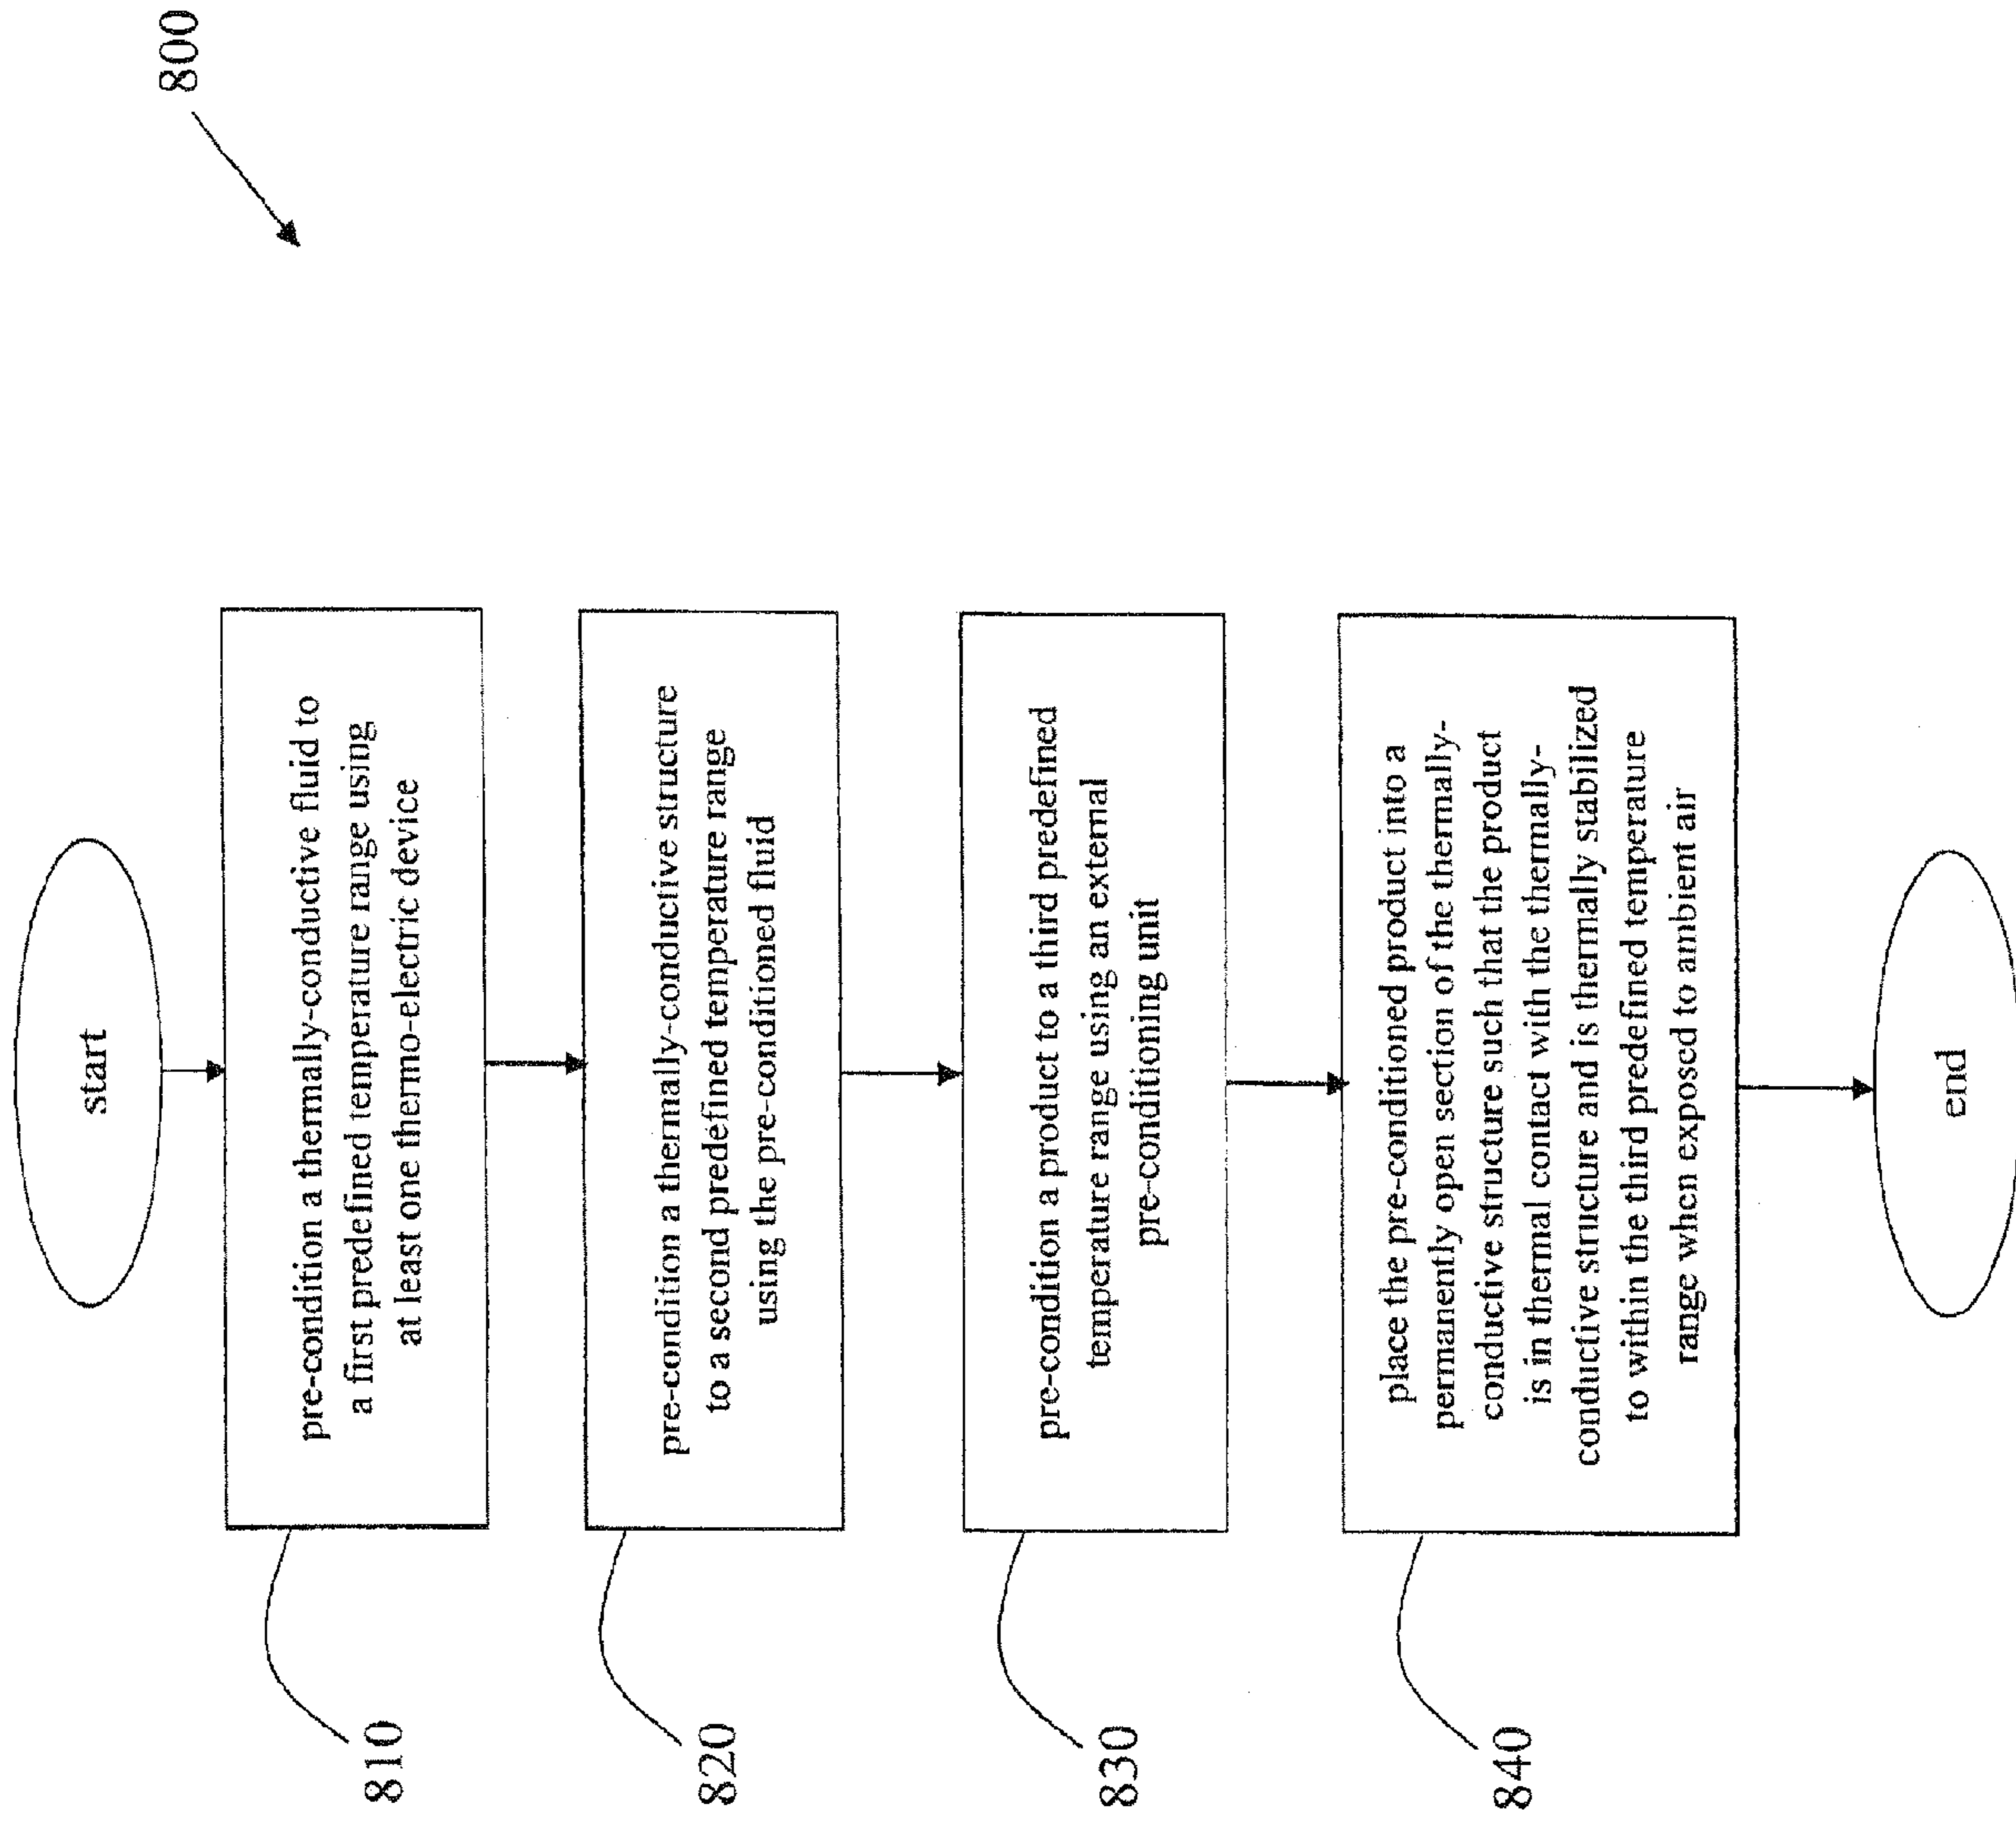 800
start
810
pre-condition a thermally-conductive fluid to
a first predefined temperature range using
at least one thermo-electric device
820
pre-condition a thermally-conductive structure
to a second predefined temperature range
using the pre-conditioned fluid
830
pre-condition a product to a third predefined
temperature range using an external
pre-conditioning unit
840
place the pre-conditioned product into a
permanently open section of the thermally-
conductive structure such that the product
is in thermal contact with the thermally-
conductive structure and is thermally stabilized
to within the third predefined temperature
range when exposed to ambient air
end